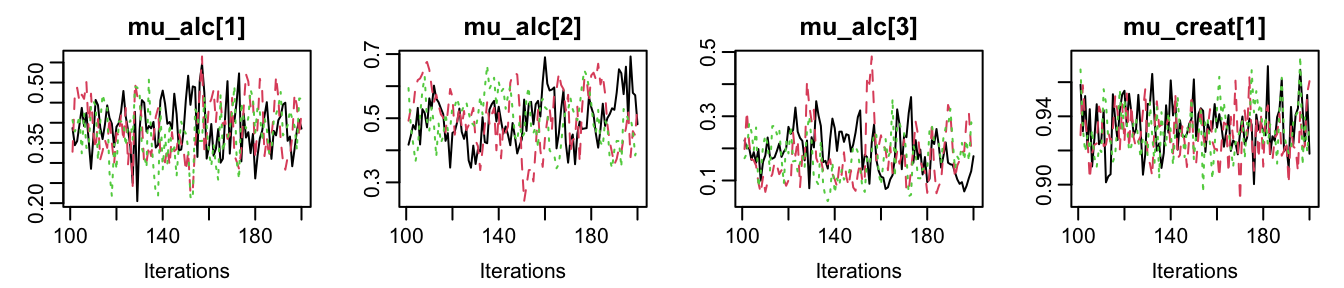 mu_alc[1]
0.20 0.35 0.50
100 140 180
Iterations
mu_alc[2]
0.3 0.5 0.7
100 140 180
Iterations
mu_alc[3]
0.1 0.3 0.5
100 140 180
Iterations
mu_creat[1]
0.90 0.94
100 140 180
Iterations